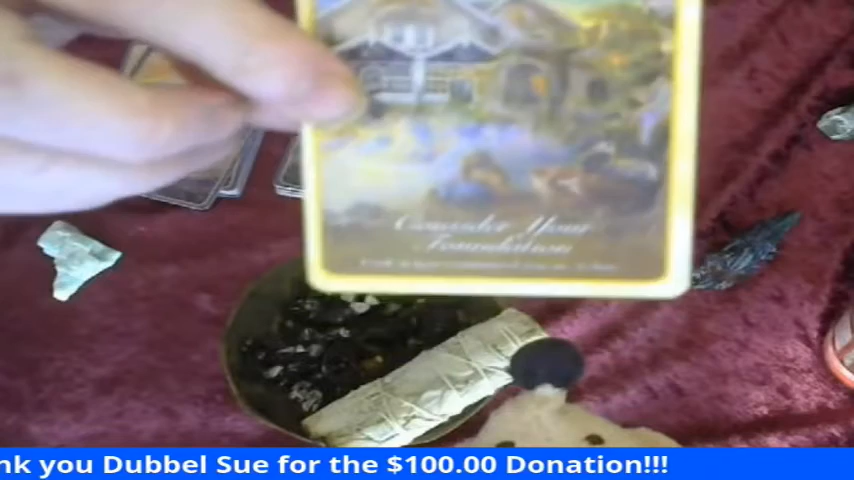 Consider Your
Foundation
nk you Dubbel Sue for the $100.00 Donation!!!